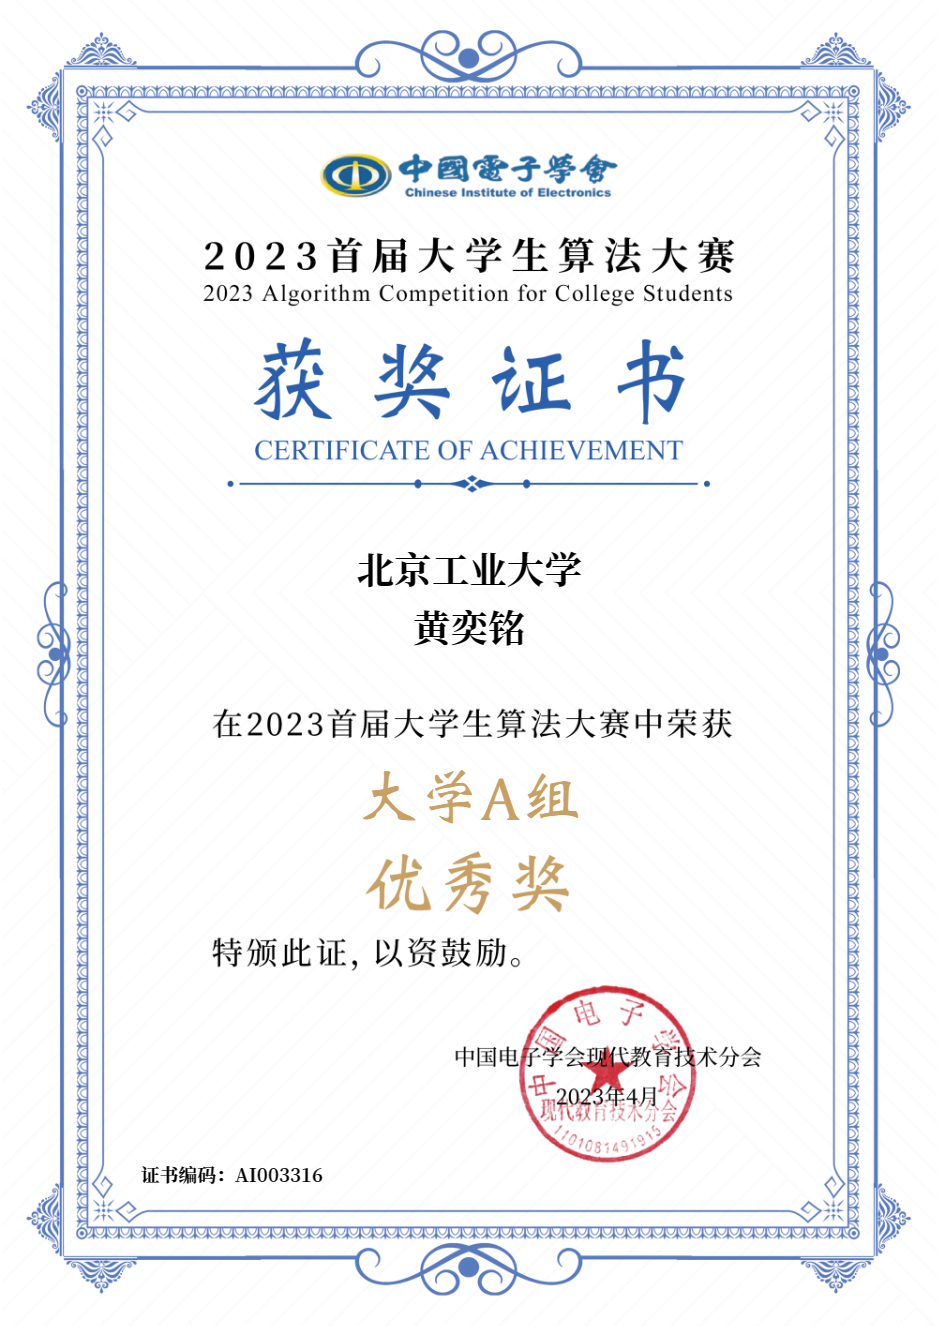 中國電子學會
Chinese Institute of Electronics
2023首届大学生算法大赛
2023 Algorithm Competition for College Students
获奖证书
CERTIFICATE OF ACHIEVEMENT
北京工业大学
黄奕铭
在2023首届大学生算法大赛中荣获
大学A组
优秀奖
特颁此证，以资鼓励。
中国电子学会
中国电子学会现代教育技术分会
2023年4月
现代教育技术分会
1101081491915
证书编码：AI003316